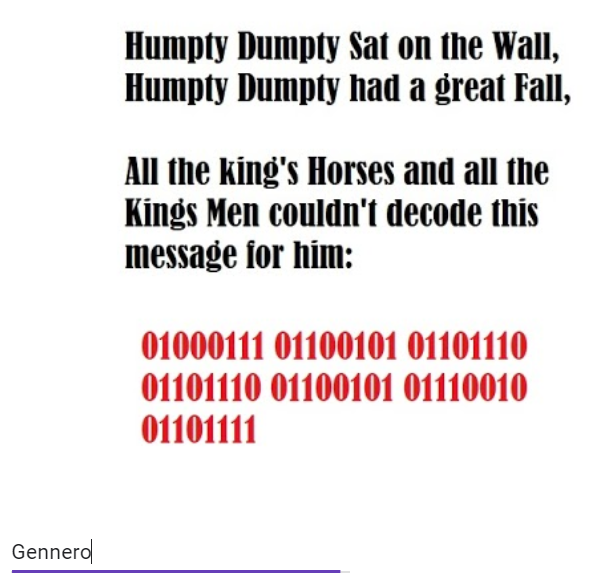 Humpty Dumpty Sat on the Wall,
Humpty Dumpty had a great Fall,
All the king's Horses and all the
Kings Men couldn't decode this
message for him:
01000111 01100101 01101110
01101110 01100101 01110010
01101111
Gennero